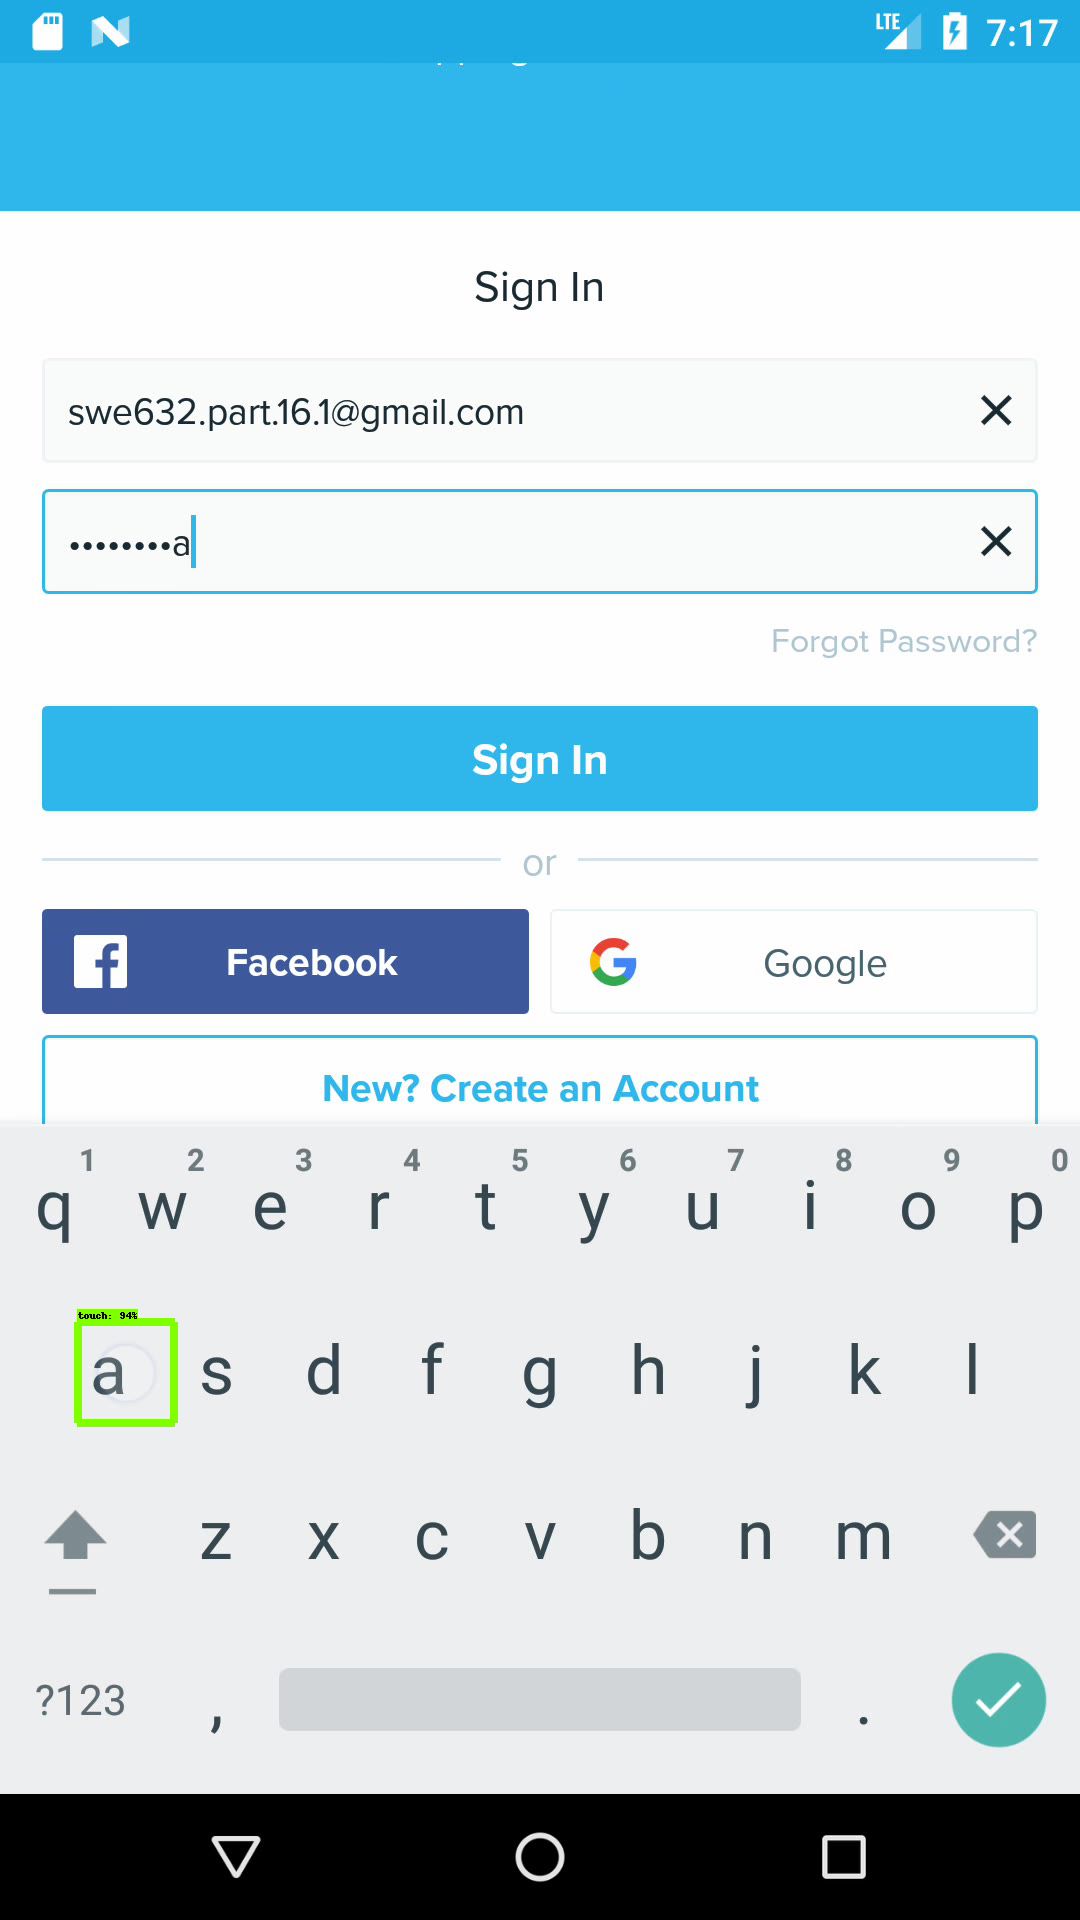 LTE 7:17
Sign In
swe632.part.16.1@gmail.com
••••••••a
Forgot Password?
Sign In
or
Facebook
Google
New? Create an Account
1 2 3 4 5 6 7 8 9 0
q w e r t y u i o p
touch: 94%
a s d f g h j k l
z x c v b n m
?123 , .